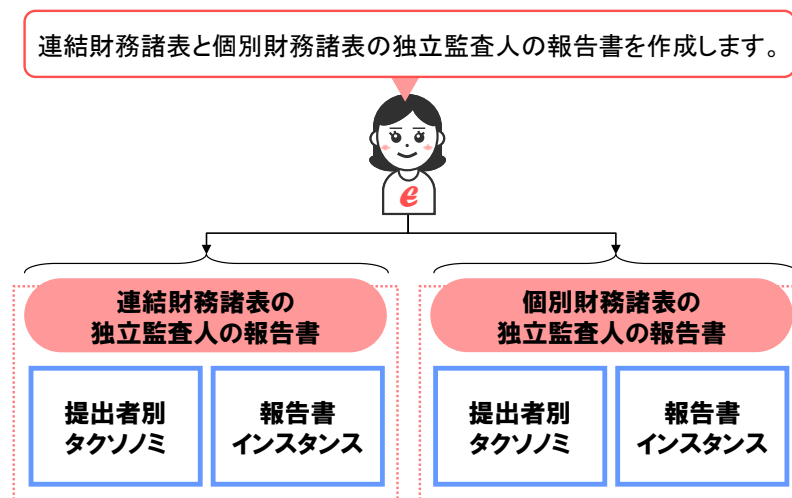 連結財務諸表と個別財務諸表の独立監査人の報告書を作成します。
e
連結財務諸表の
独立監査人の報告書
個別財務諸表の
独立監査人の報告書
提出者別
タクソノミ
報告書
インスタンス
提出者別
タクソノミ
報告書
インスタンス